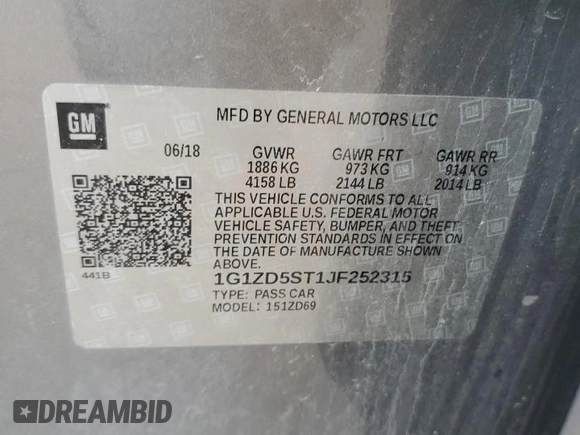 GM
MFD BY GENERAL MOTORS LLC
06/18 GVWR GAWR FRT GAWR RR
1886 KG 973 KG 914 KG
4158 LB 2144 LB 2014 LB
THIS VEHICLE CONFORMS TO ALL
APPLICABLE U.S. FEDERAL MOTOR
VEHICLE SAFETY, BUMPER, AND THEFT
PREVENTION STANDARDS IN EFFECT ON
THE DATE OF MANUFACTURE SHOWN
ABOVE.
441B
1G1ZD5ST1JF252315
TYPE: PASS CAR
MODEL: 151ZD69
DREAMBID